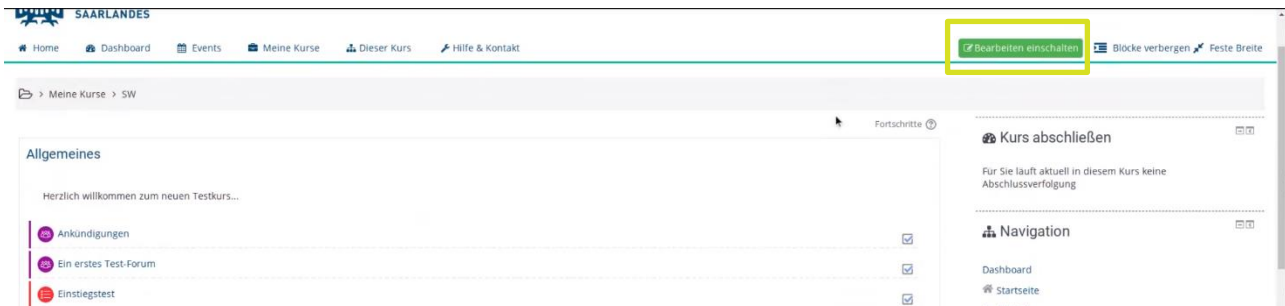 SAARLANDES
Home Dashboard Events Meine Kurse Dieser Kurs Hilfe & Kontakt Bearbeiten einschalten Blöcke verbergen Feste Breite
> Meine Kurse > SW
Fortschritte
Allgemeines
Herzlich willkommen zum neuen Testkurs...
Ankündigungen
Ein erstes Test-Forum
Einstiegstest
Kurs abschließen
Für Sie läuft aktuell in diesem Kurs keine
Abschlussverfolgung
Navigation
Dashboard
Startseite